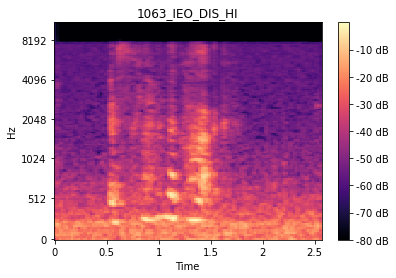 1063_IEO_DIS_HI
8192
4096
2048
1024
512
0
Hz
0
0.5
1
1.5
2
2.5
Time
-10 dB
-20 dB
-30 dB
-40 dB
-50 dB
-60 dB
-70 dB
-80 dB